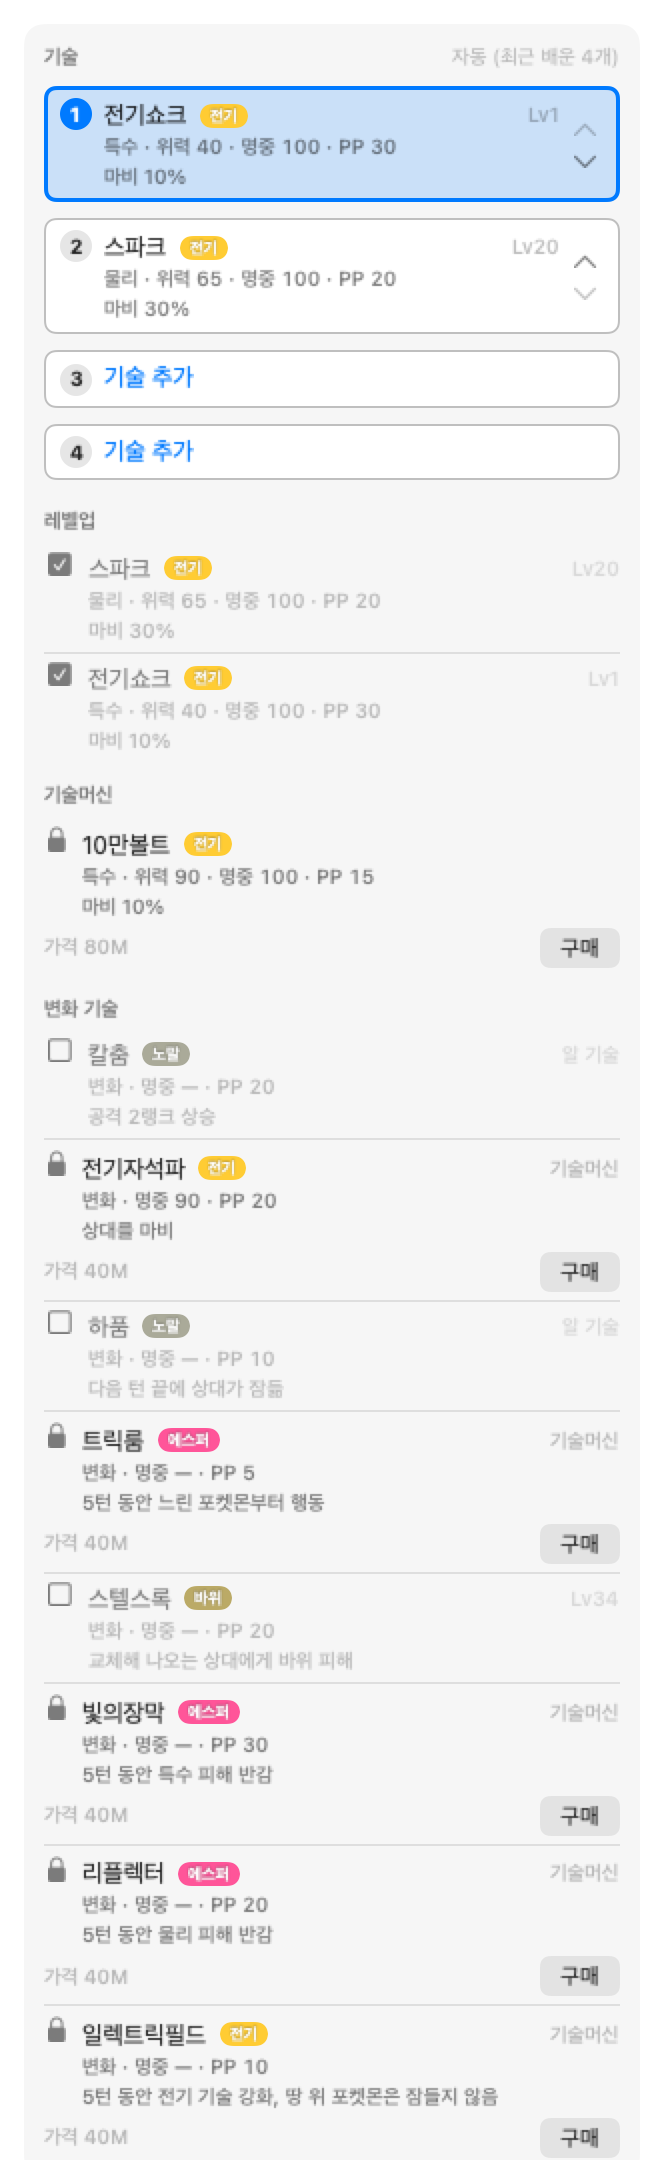 기술 자동 (최근 배운 4개)
1 전기쇼크 전기 Lv1
특수 · 위력 40 · 명중 100 · PP 30
마비 10%
2 스파크 전기 Lv20
물리 · 위력 65 · 명중 100 · PP 20
마비 30%
3 기술 추가
4 기술 추가
레벨업
스파크 전기 Lv20
물리 · 위력 65 · 명중 100 · PP 20
마비 30%
전기쇼크 전기 Lv1
특수 · 위력 40 · 명중 100 · PP 30
마비 10%
기술머신
10만볼트 전기
특수 · 위력 90 · 명중 100 · PP 15
마비 10%
가격 80M 구매
변화 기술
칼춤 노말 알 기술
변화 · 명중 — · PP 20
공격 2랭크 상승
전기자석파 전기 기술머신
변화 · 명중 90 · PP 20
상대를 마비
가격 40M 구매
하품 노말 알 기술
변화 · 명중 — · PP 10
다음 턴 끝에 상대가 잠듦
트릭룸 에스퍼 기술머신
변화 · 명중 — · PP 5
5턴 동안 느린 포켓몬부터 행동
가격 40M 구매
스텔스록 바위 Lv34
변화 · 명중 — · PP 20
교체해 나오는 상대에게 바위 피해
빛의장막 에스퍼 기술머신
변화 · 명중 — · PP 30
5턴 동안 특수 피해 반감
가격 40M 구매
리플렉터 에스퍼 기술머신
변화 · 명중 — · PP 20
5턴 동안 물리 피해 반감
가격 40M 구매
일렉트릭필드 전기 기술머신
변화 · 명중 — · PP 10
5턴 동안 전기 기술 강화, 땅 위 포켓몬은 잠들지 않음
가격 40M 구매